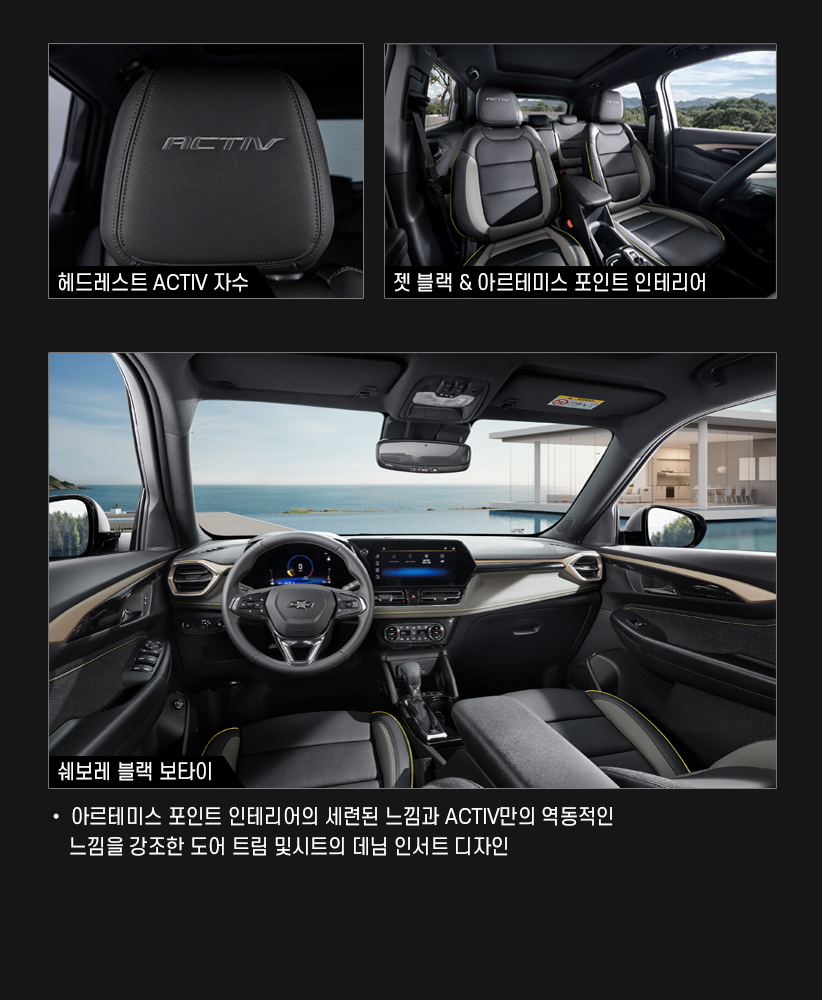 ACTIV
헤드레스트 ACTIV 자수
ACTIV
젯 블랙 & 아르테미스 포인트 인테리어
쉐보레 블랙 보타이
• 아르테미스 포인트 인테리어의 세련된 느낌과 ACTIV만의 역동적인
느낌을 강조한 도어 트림 및시트의 데님 인서트 디자인